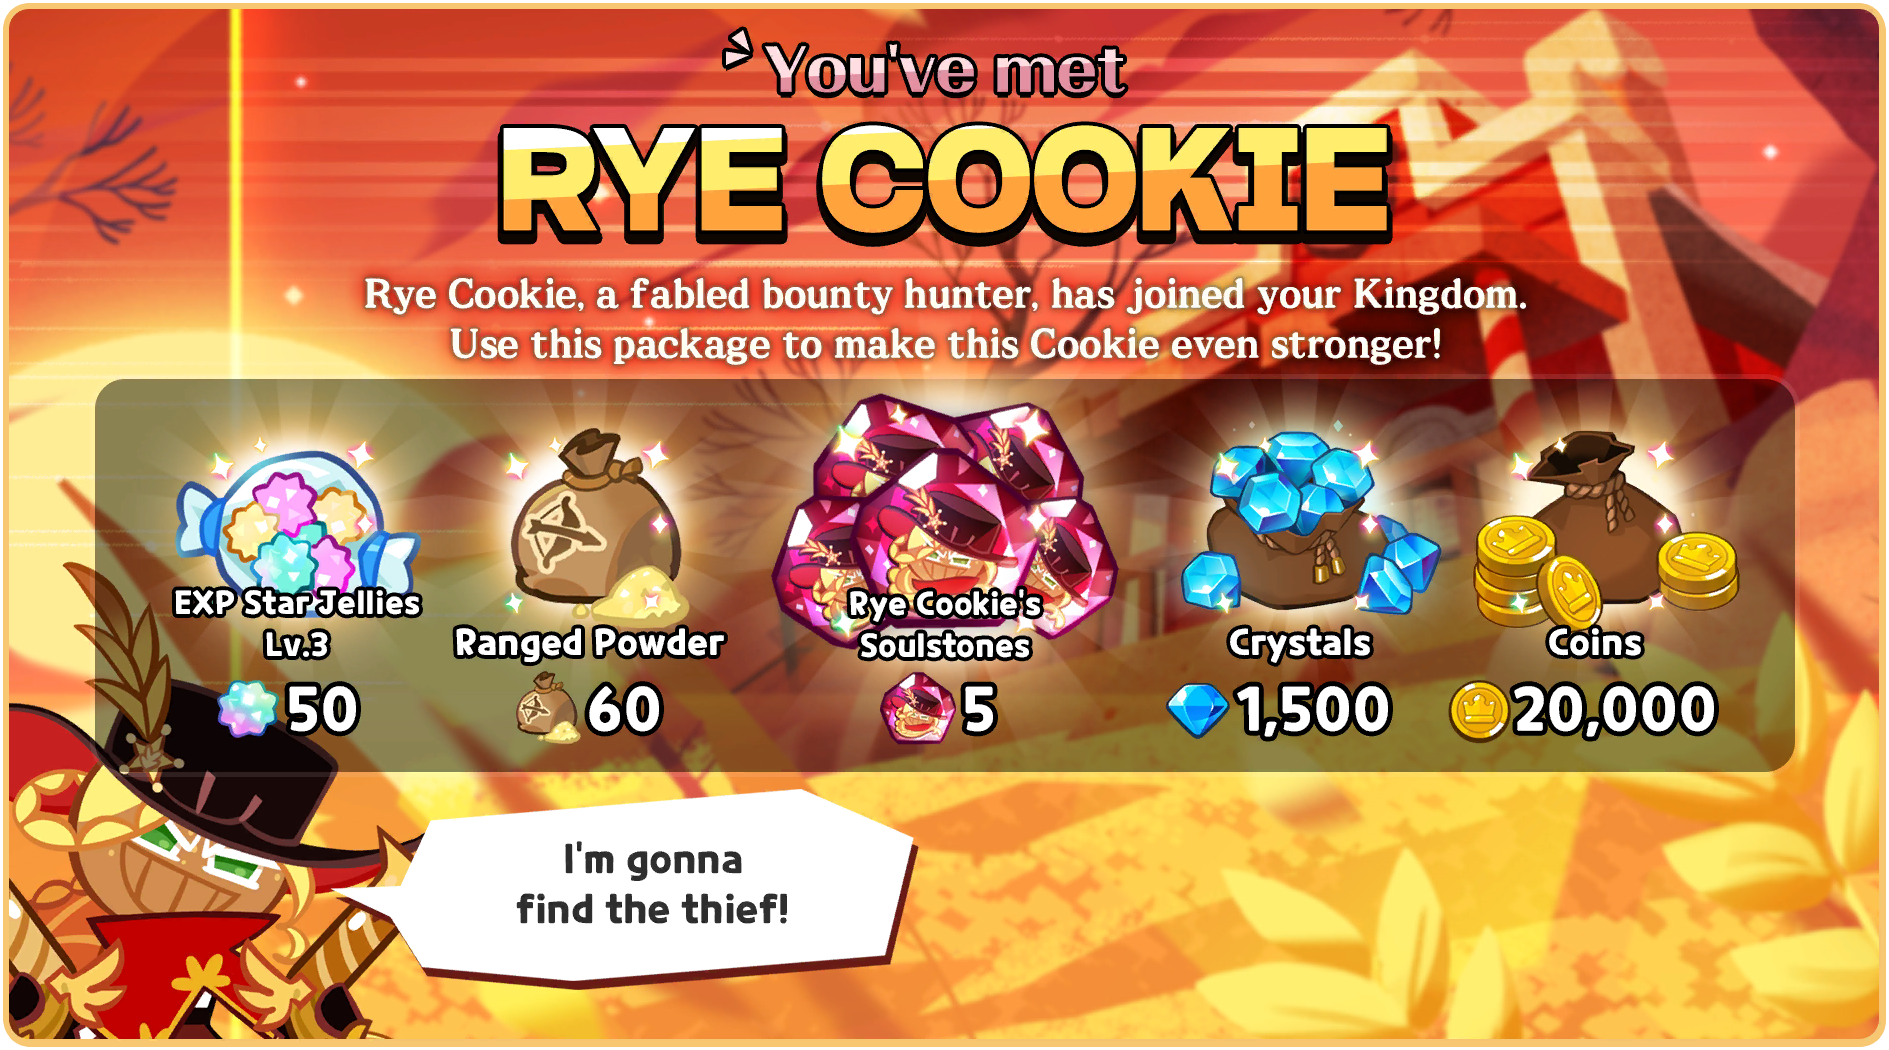 You've met
RYE COOKIE
Rye Cookie, a fabled bounty hunter, has joined your Kingdom.
Use this package to make this Cookie even stronger!
EXP Star Jellies
Lv.3
50
Ranged Powder
60
Rye Cookie's
Soulstones
5
Crystals
1,500
Coins
20,000
I'm gonna
find the thief!